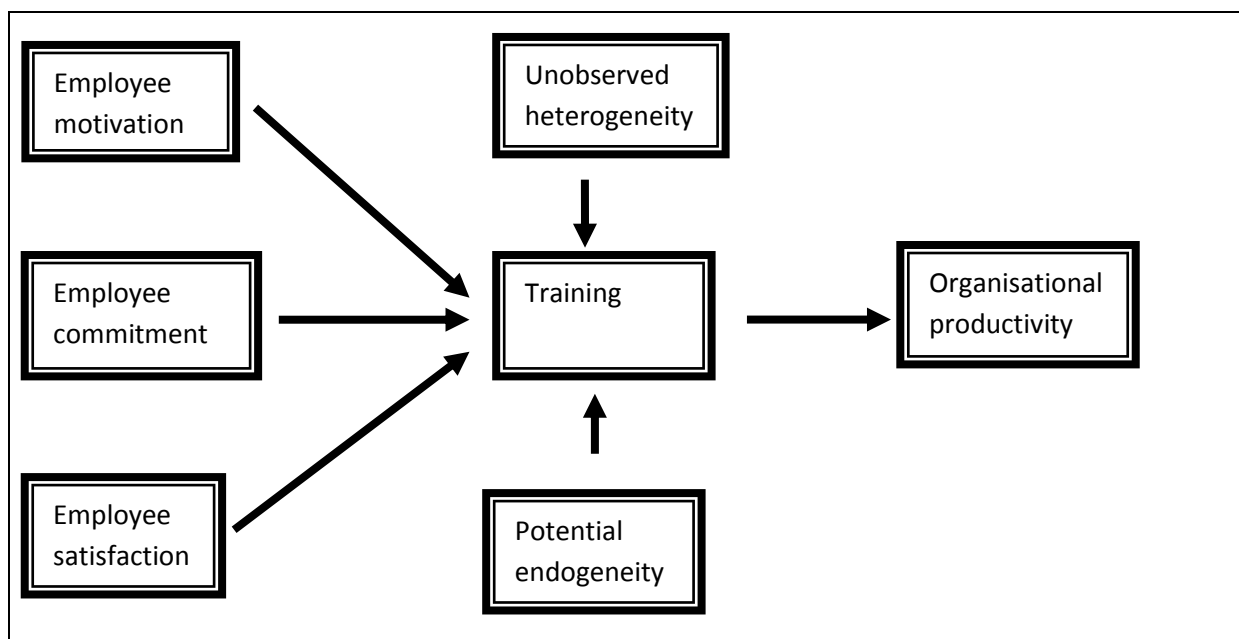 Employee
motivation
Unobserved
heterogeneity
Employee
commitment
Training
Organisational
productivity
Employee
satisfaction
Potential
endogeneity